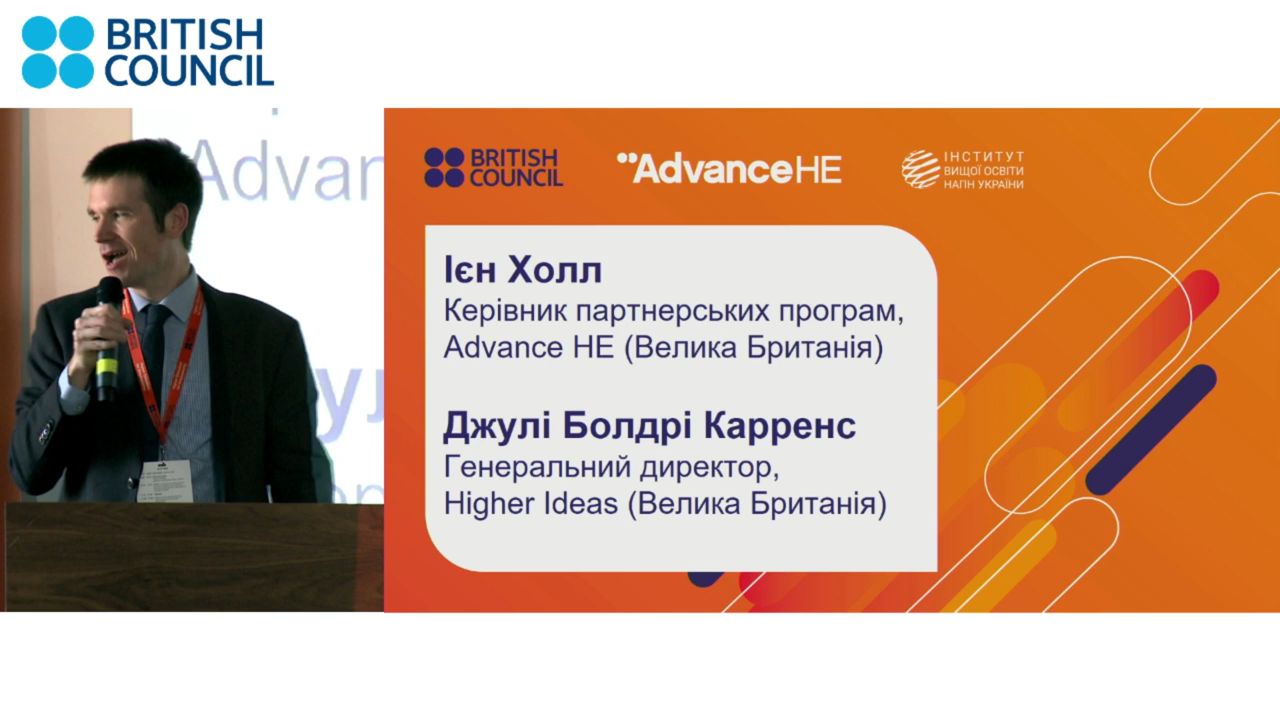 BRITISH
COUNCIL
Advan
BRITISH
COUNCIL
AdvanceHE
ІНСТИТУТ
ВИЩОЇ ОСВІТИ
НАПН УКРАЇНИ
Ієн Холл
Керівник партнерських програм,
Advance HE (Велика Британія)
Джулі Болдрі Карренс
Генеральний директор,
Higher Ideas (Велика Британія)